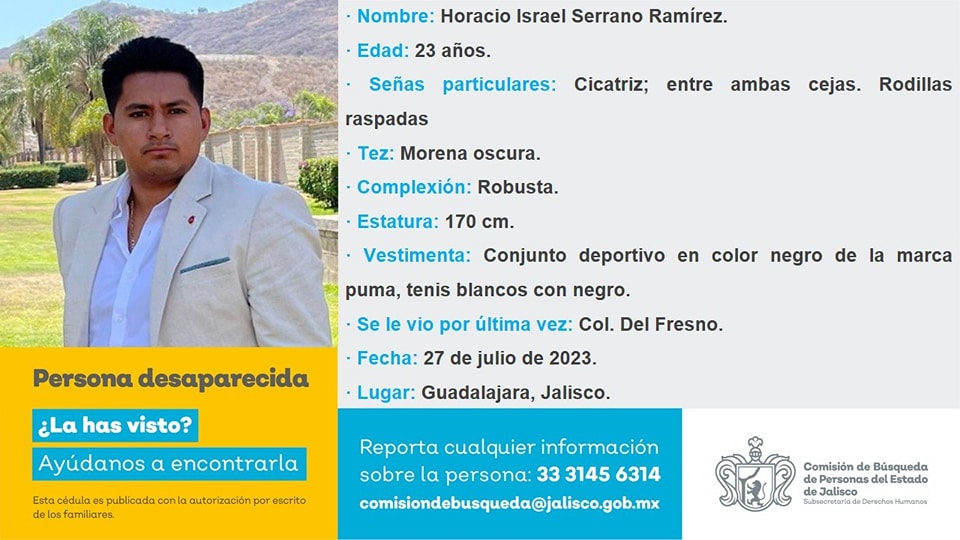 · Nombre: Horacio Israel Serrano Ramírez.
· Edad: 23 años.
· Señas particulares: Cicatriz; entre ambas cejas. Rodillas
raspadas
· Tez: Morena oscura.
· Complexión: Robusta.
· Estatura: 170 cm.
· Vestimenta: Conjunto deportivo en color negro de la marca
puma, tenis blancos con negro.
· Se le vio por última vez: Col. Del Fresno.
· Fecha: 27 de julio de 2023.
· Lugar: Guadalajara, Jalisco.
Persona desaparecida
¿La has visto?
Ayúdanos a encontrarla
Esta cédula es publicada con la autorización por escrito
de los familiares.
Reporta cualquier información
sobre la persona: 33 3145 6314
comisiondebusqueda@jalisco.gob.mx
Comisión de Búsqueda
de Personas del Estado
de Jalisco
Subsecretaría de Derechos Humanos